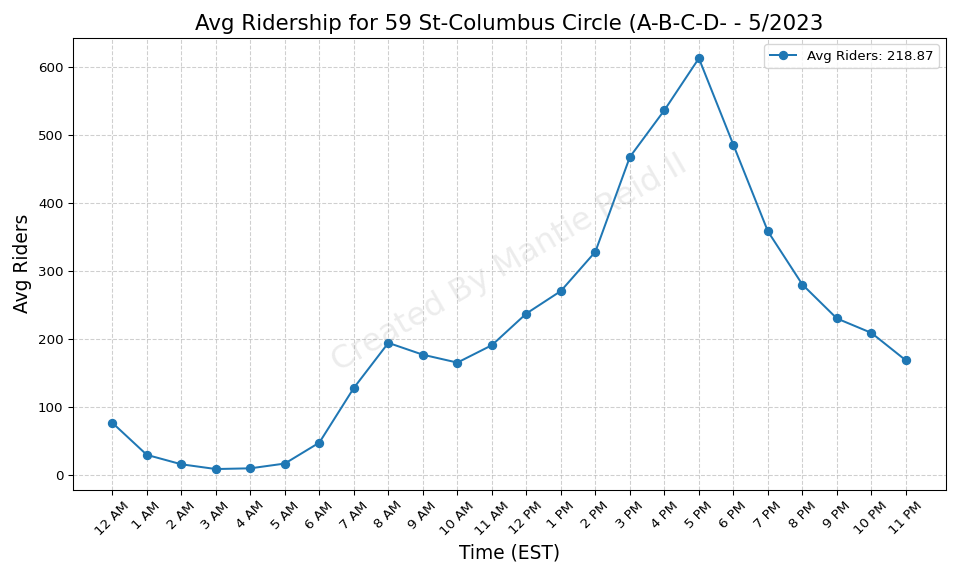 Avg Ridership for 59 St-Columbus Circle (A-B-C-D- - 5/2023
Avg Riders: 218.87
600
500
400
300
200
100
0
Avg Riders
Created By Mantle Reid II
12 AM
1 AM
2 AM
3 AM
4 AM
5 AM
6 AM
7 AM
8 AM
9 AM
10 AM
11 AM
12 PM
1 PM
2 PM
3 PM
4 PM
5 PM
6 PM
7 PM
8 PM
9 PM
10 PM
11 PM
Time (EST)